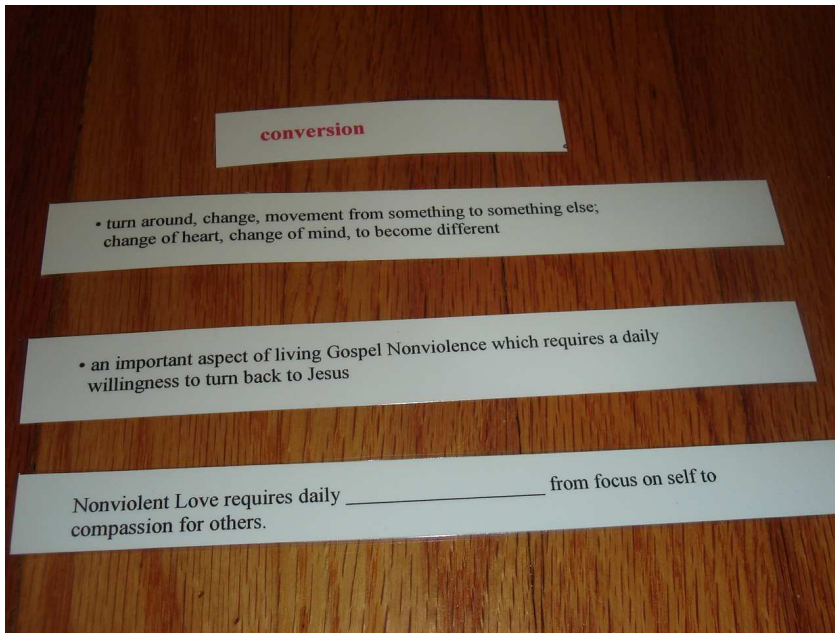 conversion
• turn around, change, movement from something to something else;
change of heart, change of mind, to become different
• an important aspect of living Gospel Nonviolence which requires a daily
willingness to turn back to Jesus
Nonviolent Love requires daily ____________________ from focus on self to
compassion for others.